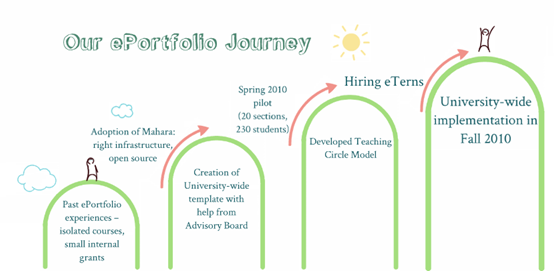 Our ePortfolio Journey
Past ePortfolio
experiences –
isolated courses,
small internal
grants
Adoption of Mahara:
right infrastructure,
open source
Creation of
University-wide
template with
help from
Advisory Board
Spring 2010
pilot
(20 sections,
230 students)
Developed Teaching
Circle Model
Hiring eTerns
University-wide
implementation in
Fall 2010